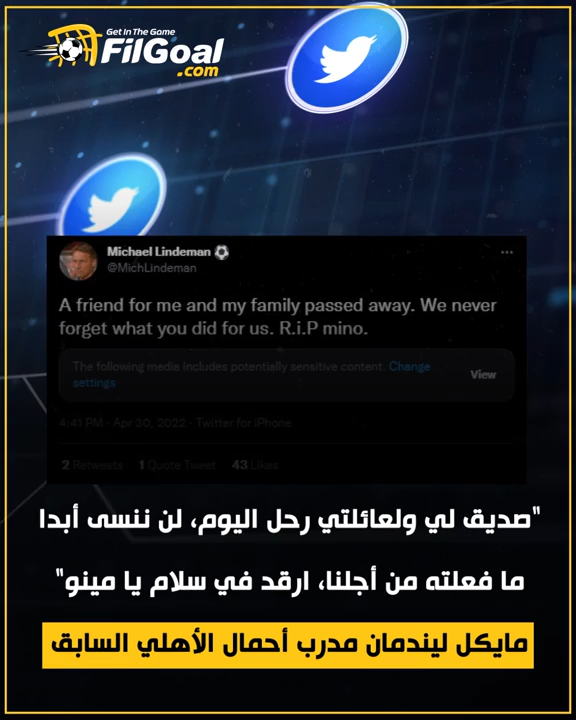 Get In The Game
FilGoal
.com
Michael Lindeman ⚽
@MichLindeman
A friend for me and my family passed away. We never
forget what you did for us. R.i.P mino.
The following media includes potentially sensitive content. Change
settings
View
4:41 PM · Apr 30, 2022 · Twitter for iPhone
2 Retweets 1 Quote Tweet 43 Likes
"صديق لي ولعائلتي رحل اليوم، لن ننسى أبدا
ما فعلته من أجلنا، ارقد في سلام يا مينو"
مايكل ليندمان مدرب أحمال الأهلي السابق